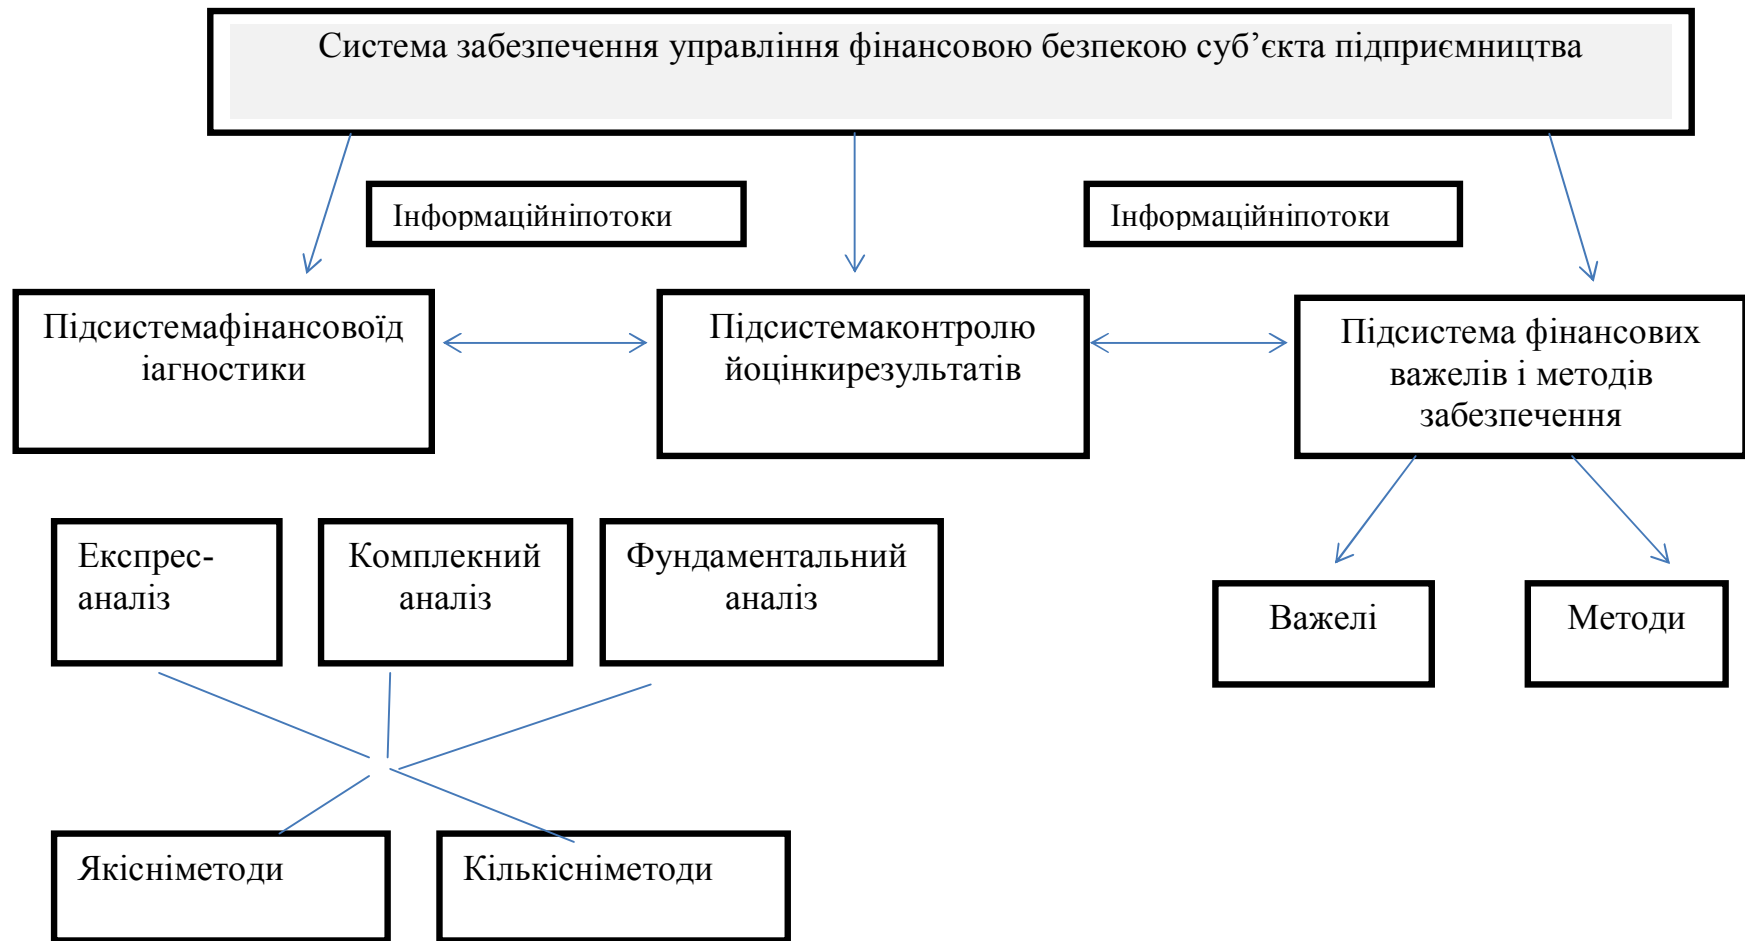 Система забезпечення управління фінансовою безпекою суб’єкта підприємництва
Інформаційніпотоки
Інформаційніпотоки
Підсистемафінансовоїд
іагностики
Підсистемаконтролю
йоцінкирезультатів
Підсистема фінансових
важелів і методів
забезпечення
Експрес-
аналіз
Комплекний
аналіз
Фундаментальний
аналіз
Важелі
Методи
Якісніметоди
Кількісніметоди